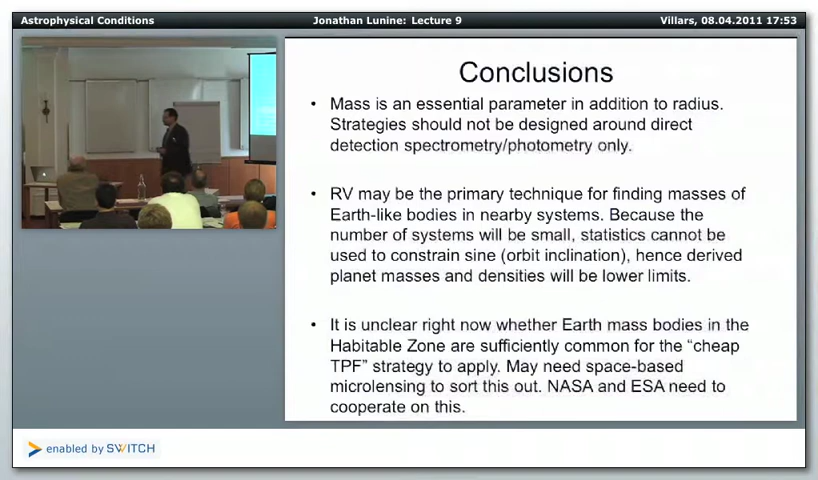 Astrophysical Conditions
Jonathan Lunine: Lecture 9
Villars, 08.04.2011 17:53
Conclusions
• Mass is an essential parameter in addition to radius.
Strategies should not be designed around direct
detection spectrometry/photometry only.
• RV may be the primary technique for finding masses of
Earth-like bodies in nearby systems. Because the
number of systems will be small, statistics cannot be
used to constrain sine (orbit inclination), hence derived
planet masses and densities will be lower limits.
• It is unclear right now whether Earth mass bodies in the
Habitable Zone are sufficiently common for the “cheap
TPF” strategy to apply. May need space-based
microlensing to sort this out. NASA and ESA need to
cooperate on this.
enabled by SWITCH